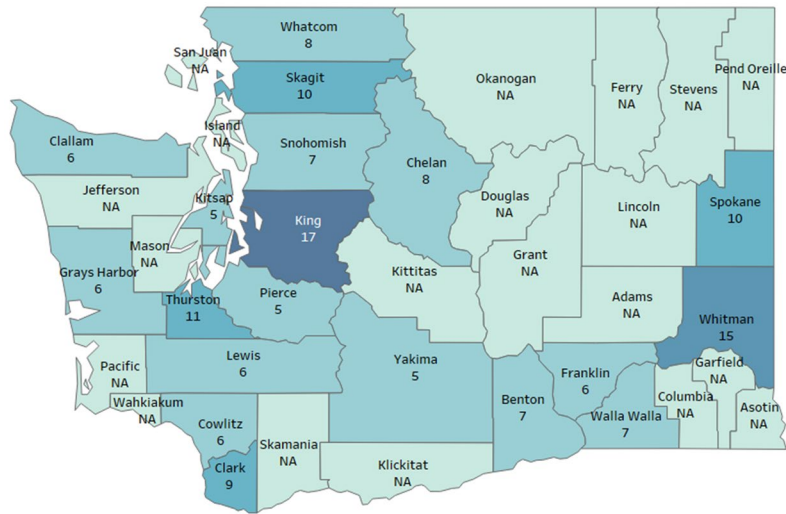 Whatcom
8
San Juan
NA
Skagit
10
Okanogan
NA
Ferry
NA
Stevens
NA
Pend Oreille
NA
Island
NA
Clallam
6
Snohomish
7
Chelan
8
Jefferson
NA
Kitsap
5
Douglas
NA
Lincoln
NA
Spokane
10
King
17
Mason
NA
Grays Harbor
6
Kittitas
NA
Grant
NA
Thurston
11
Pierce
5
Adams
NA
Whitman
15
Pacific
NA
Lewis
6
Yakima
5
Franklin
6
Garfield
NA
Wahkiakum
NA
Benton
7
Columbia
NA
Asotin
NA
Cowlitz
6
Walla Walla
7
Skamania
NA
Clark
9
Klickitat
NA